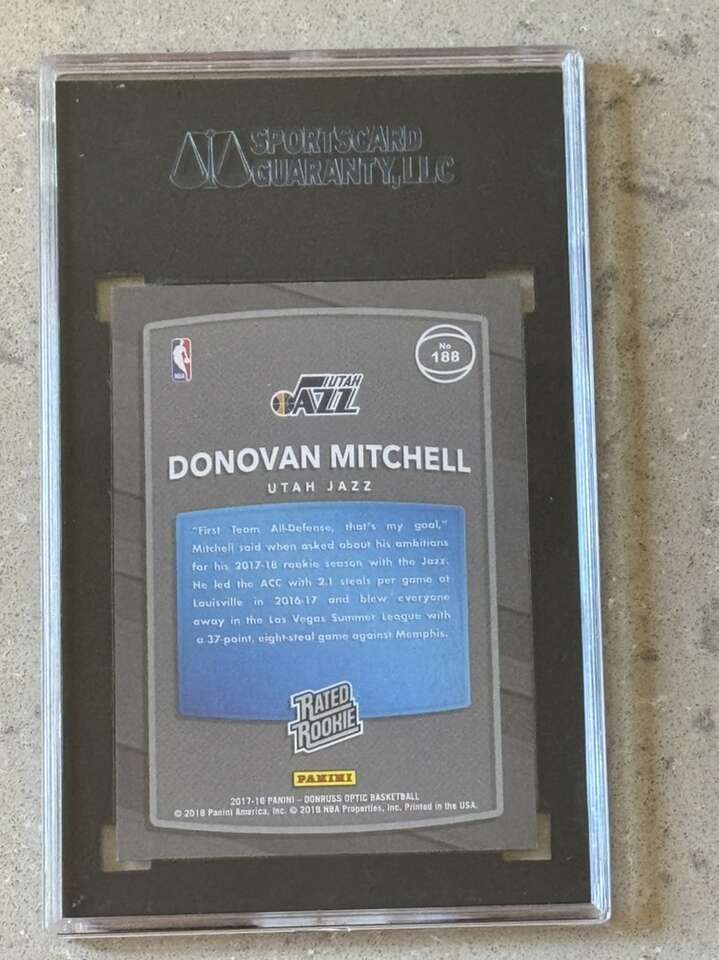 SPORTSCARD
GUARANTY, LLC
NBA
No
188
UTAH
JAZZ
DONOVAN MITCHELL
UTAH JAZZ
"First Team All-Defense, that's my goal,"
Mitchell said when asked about his ambitions
for his 2017-18 rookie season with the Jazz.
He led the ACC with 2.1 steals per game at
Louisville in 2016-17 and blew everyone
away in the Las Vegas Summer League with
a 37-point, eight-steal game against Memphis.
RATED
ROOKIE
PANINI
2017-18 PANINI – DONRUSS OPTIC BASKETBALL
© 2018 Panini America, Inc. © 2018 NBA Properties, Inc. Printed in the USA.